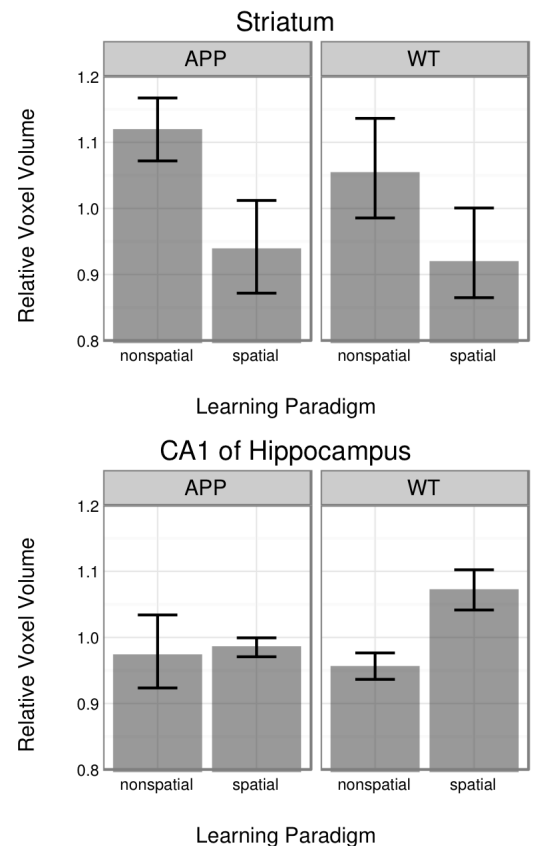 Striatum
APP WT
Relative Voxel Volume
1.2
1.1
1.0
0.9
0.8
nonspatial spatial nonspatial spatial
Learning Paradigm
CA1 of Hippocampus
APP WT
Relative Voxel Volume
1.2
1.1
1.0
0.9
0.8
nonspatial spatial nonspatial spatial
Learning Paradigm